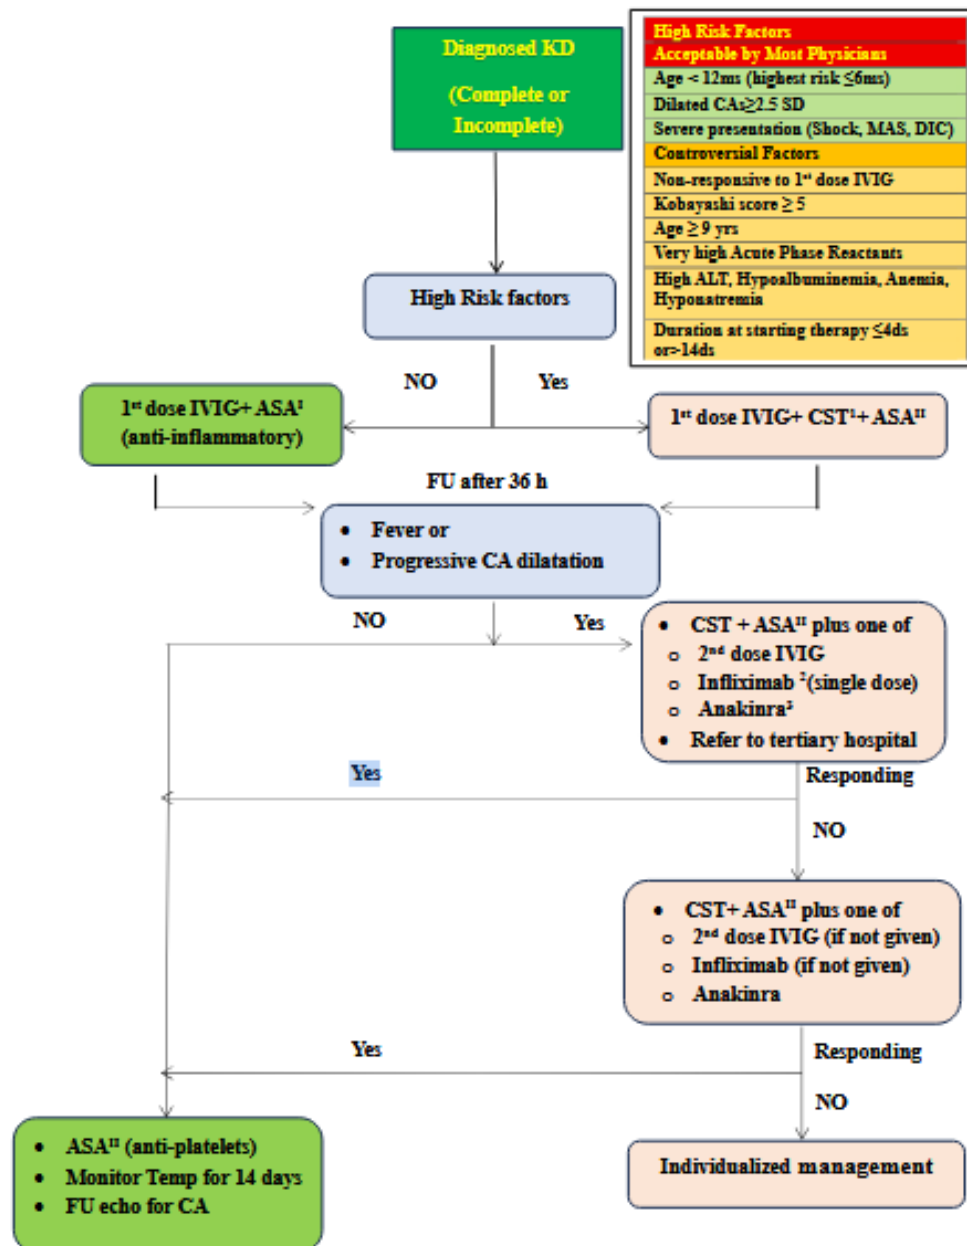 Diagnosed KD
(Complete or
Incomplete)
High Risk Factors
Acceptable by Most Physicians
Age < 12ms (highest risk ≤6ms)
Dilated CAs≥2.5 SD
Severe presentation (Shock, MAS, DIC)
Controversial Factors
Non-responsive to 1st dose IVIG
Kobayashi score ≥ 5
Age ≥ 9 yrs
Very high Acute Phase Reactants
High ALT, Hypoalbuminemia, Anemia,
Hyponatremia
Duration at starting therapy ≤4ds
or>14ds
High Risk factors
NO
Yes
1st dose IVIG+ ASAI
(anti-inflammatory)
1st dose IVIG+ CST1+ ASAII
FU after 36 h
• Fever or
• Progressive CA dilatation
NO
Yes
• CST + ASAII plus one of
o 2nd dose IVIG
o Infliximab 2(single dose)
o Anakinra3
• Refer to tertiary hospital
Yes
Responding
NO
• CST+ ASAII plus one of
o 2nd dose IVIG (if not given)
o Infliximab (if not given)
o Anakinra
Yes
Responding
NO
• ASAII (anti-platelets)
• Monitor Temp for 14 days
• FU echo for CA
Individualized management